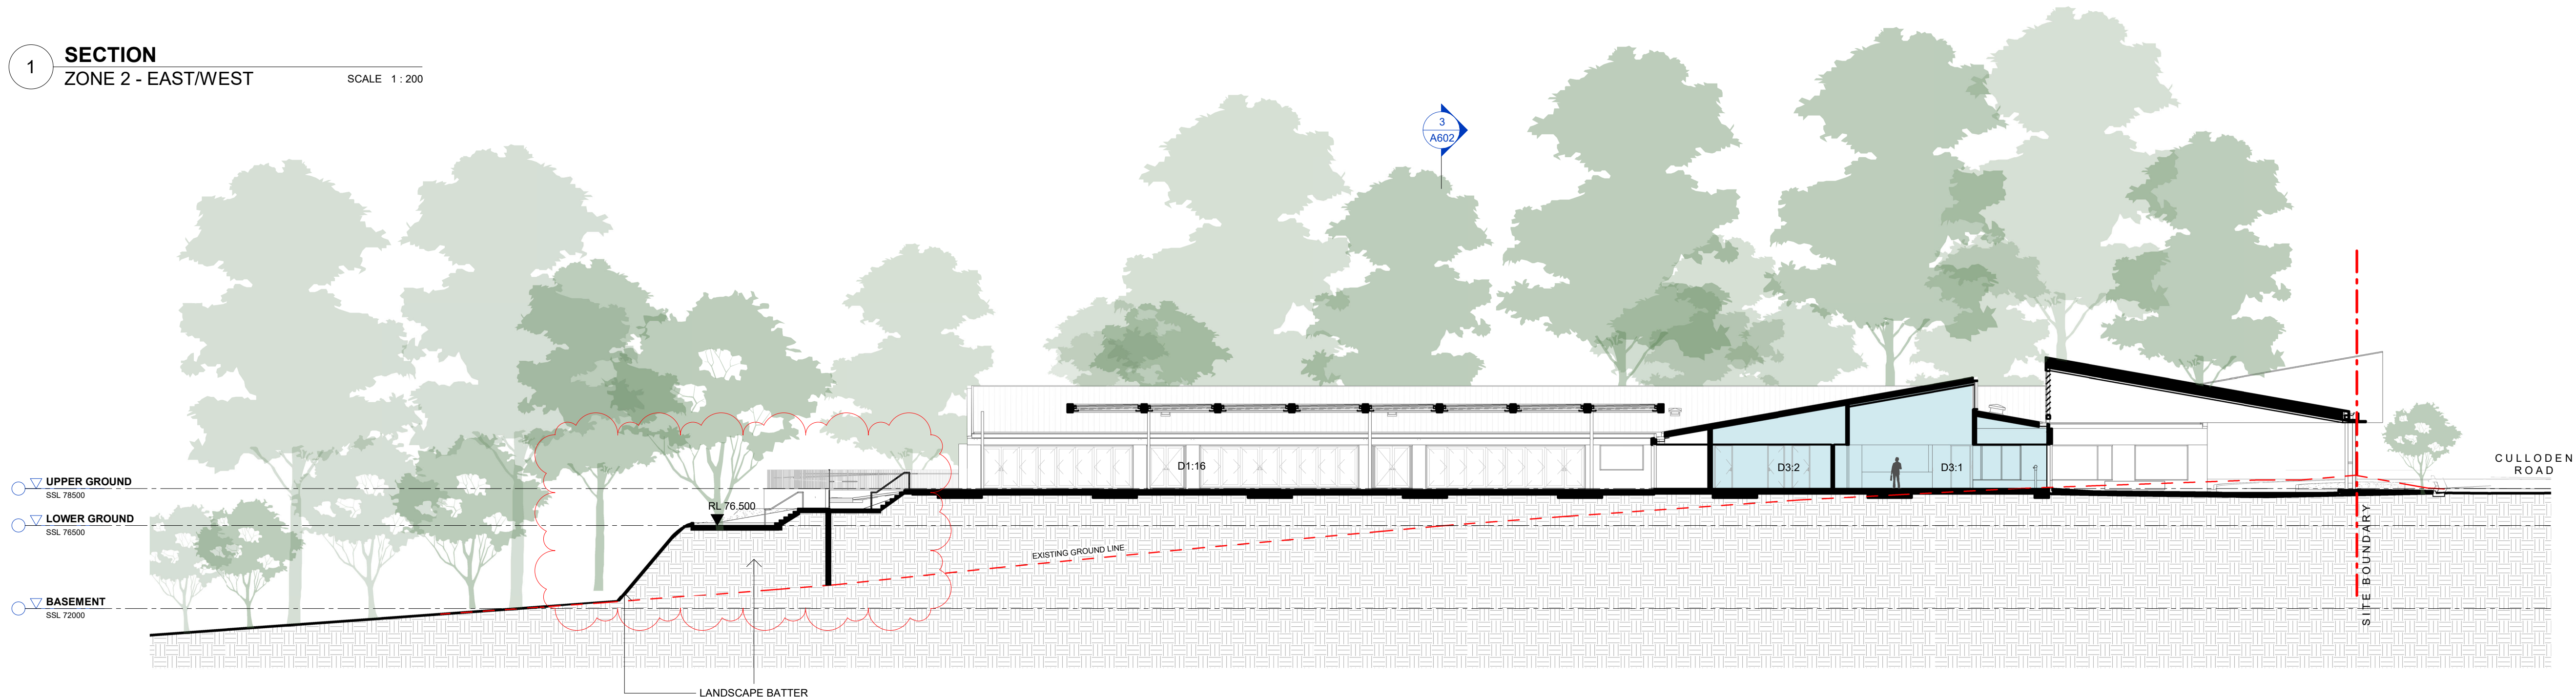 1
SECTION
ZONE 2 - EAST/WEST
SCALE 1 : 200
3
A602
UPPER GROUND
SSL 78500
LOWER GROUND
SSL 76500
BASEMENT
SSL 72000
RL 76.500
D1:16
D3:2
D3:1
EXISTING GROUND LINE
LANDSCAPE BATTER
SITE BOUNDARY
CULLODEN
ROAD